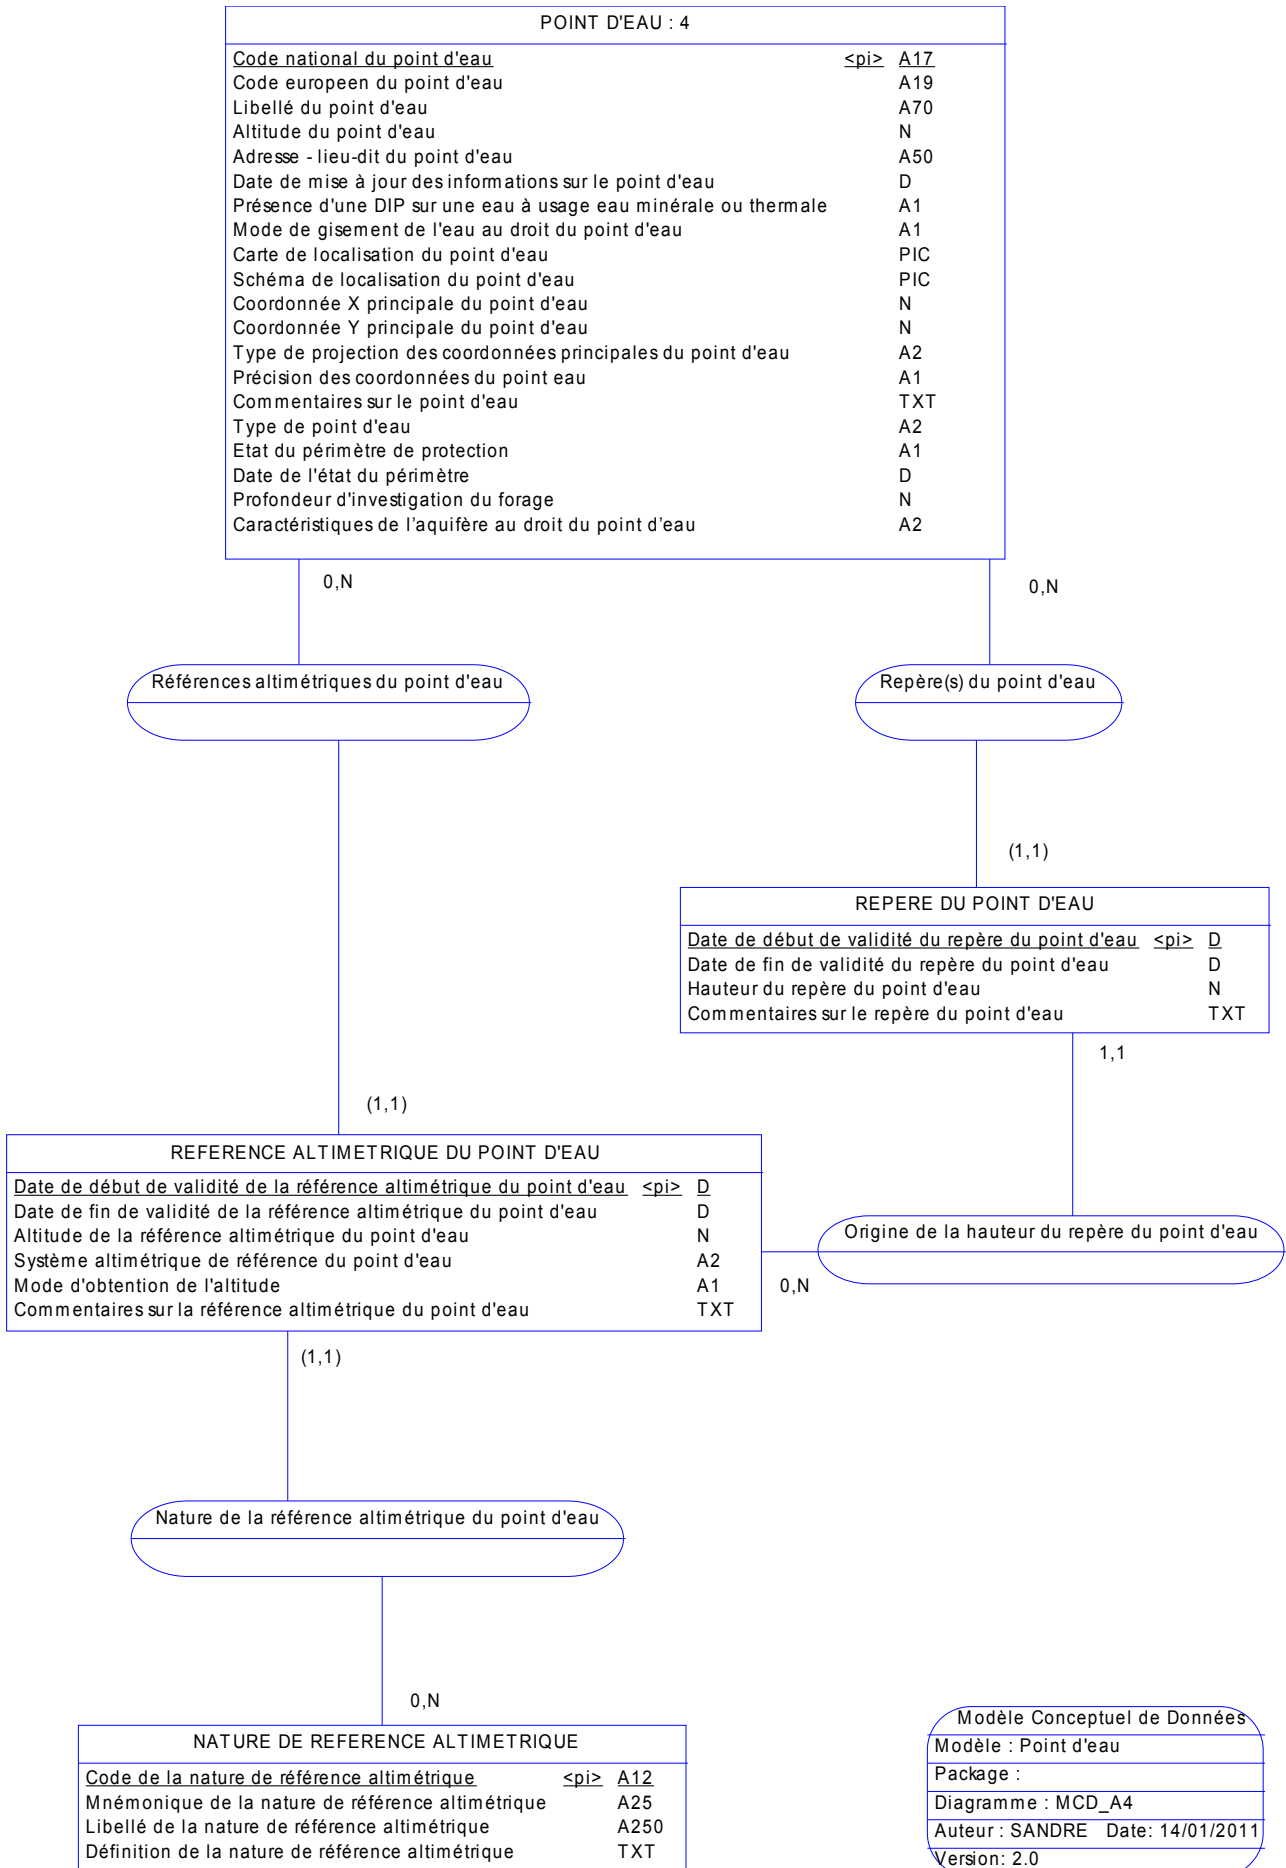 POINT D'EAU : 4
Code national du point d'eau <pi> A17
Code europeen du point d'eau A19
Libellé du point d'eau A70
Altitude du point d'eau N
Adresse - lieu-dit du point d'eau A50
Date de mise à jour des informations sur le point d'eau D
Présence d'une DIP sur une eau à usage eau minérale ou thermale A1
Mode de gisement de l'eau au droit du point d'eau A1
Carte de localisation du point d'eau PIC
Schéma de localisation du point d'eau PIC
Coordonnée X principale du point d'eau N
Coordonnée Y principale du point d'eau N
Type de projection des coordonnées principales du point d'eau A2
Précision des coordonnées du point eau A1
Commentaires sur le point d'eau TXT
Type de point d'eau A2
Etat du périmètre de protection A1
Date de l'état du périmètre D
Profondeur d'investigation du forage N
Caractéristiques de l’aquifère au droit du point d’eau A2
0,N
0,N
Références altimétriques du point d'eau
Repère(s) du point d'eau
(1,1)
REPERE DU POINT D'EAU
Date de début de validité du repère du point d'eau <pi> D
Date de fin de validité du repère du point d'eau D
Hauteur du repère du point d'eau N
Commentaires sur le repère du point d'eau TXT
1,1
(1,1)
REFERENCE ALTIMETRIQUE DU POINT D'EAU
Date de début de validité de la référence altimétrique du point d'eau <pi> D
Date de fin de validité de la référence altimétrique du point d'eau D
Altitude de la référence altimétrique du point d'eau N
Système altimétrique de référence du point d'eau A2
Mode d'obtention de l'altitude A1
Commentaires sur la référence altimétrique du point d'eau TXT
Origine de la hauteur du repère du point d'eau
0,N
(1,1)
Nature de la référence altimétrique du point d'eau
0,N
NATURE DE REFERENCE ALTIMETRIQUE
Code de la nature de référence altimétrique <pi> A12
Mnémonique de la nature de référence altimétrique A25
Libellé de la nature de référence altimétrique A250
Définition de la nature de référence altimétrique TXT
Modèle Conceptuel de Données
Modèle : Point d'eau
Package :
Diagramme : MCD_A4
Auteur : SANDRE Date: 14/01/2011
Version: 2.0